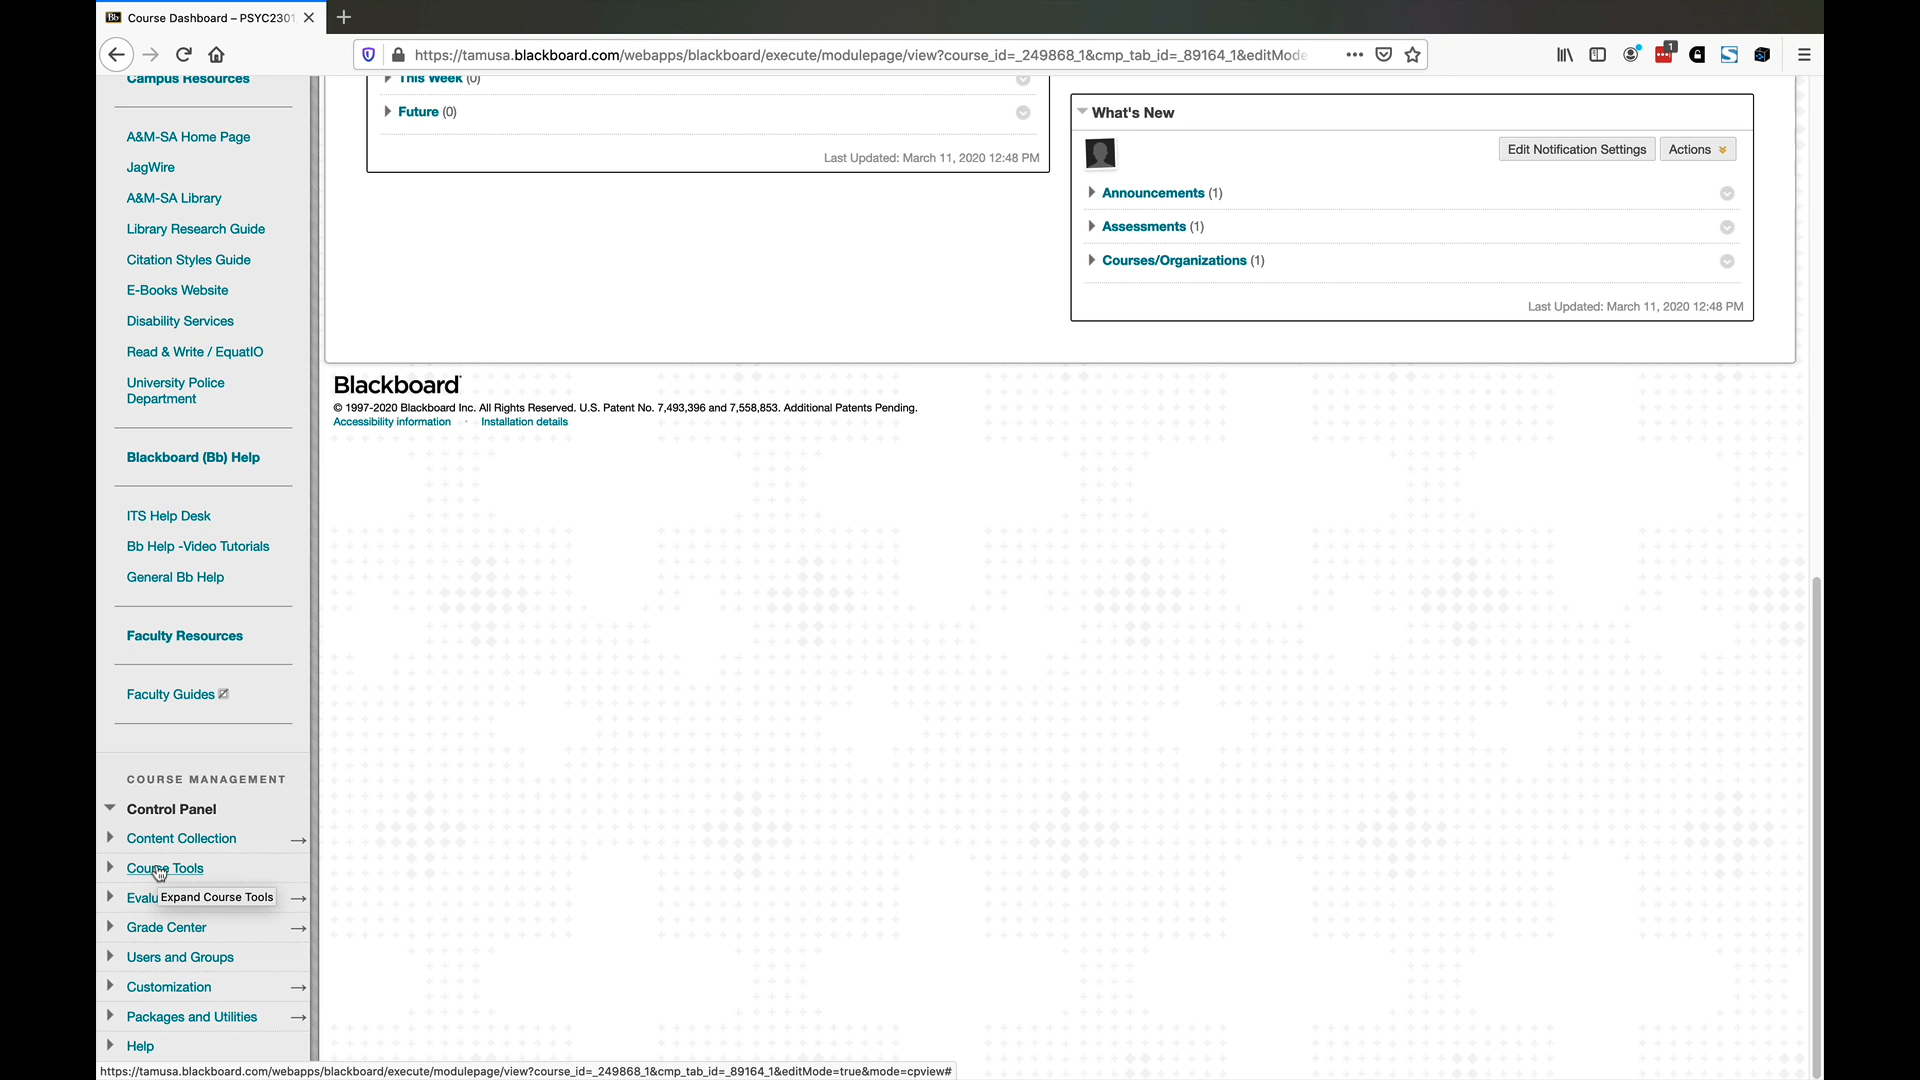 Course Dashboard – PSYC2301
https://tamusa.blackboard.com/webapps/blackboard/execute/modulepage/view?course_id=_249868_1&cmp_tab_id=_89164_1&editMode
1
Campus Resources
A&M-SA Home Page
JagWire
A&M-SA Library
Library Research Guide
Citation Styles Guide
E-Books Website
Disability Services
Read & Write / EquatIO
University Police
Department
Blackboard (Bb) Help
ITS Help Desk
Bb Help -Video Tutorials
General Bb Help
Faculty Resources
Faculty Guides
COURSE MANAGEMENT
Control Panel
Content Collection
Course Tools
Expand Course Tools
Evalu
Grade Center
Users and Groups
Customization
Packages and Utilities
Help
This Week (0)
Future (0)
Last Updated: March 11, 2020 12:48 PM
What's New
Edit Notification Settings
Actions
Announcements (1)
Assessments (1)
Courses/Organizations (1)
Last Updated: March 11, 2020 12:48 PM
Blackboard
© 1997-2020 Blackboard Inc. All Rights Reserved. U.S. Patent No. 7,493,396 and 7,558,853. Additional Patents Pending.
Accessibility information · Installation details
https://tamusa.blackboard.com/webapps/blackboard/execute/modulepage/view?course_id=_249868_1&cmp_tab_id=_89164_1&editMode=true&mode=cpview#